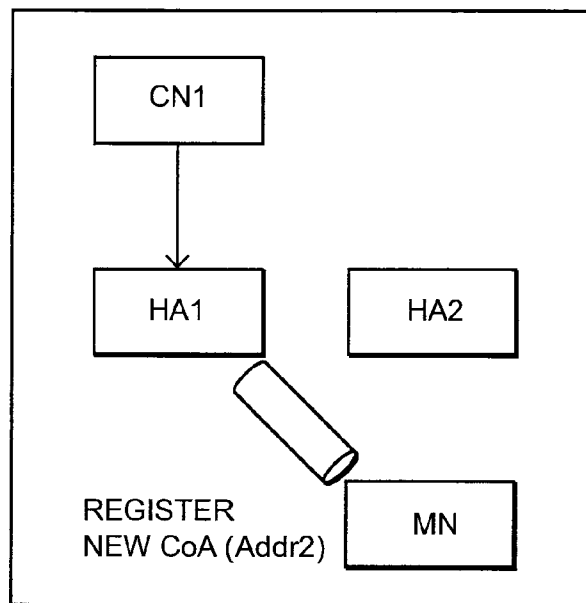 CN1
HA1
HA2
REGISTER
NEW CoA (Addr2)
MN